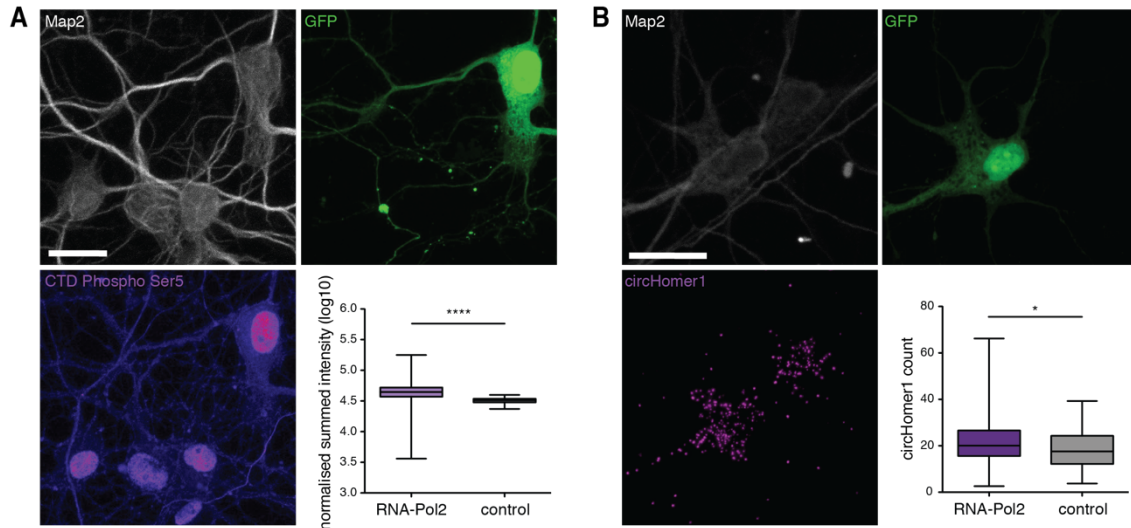 A
Map2
GFP
CTD Phospho Ser5
normalised summed intensity (log10)
6.0
5.5
5.0
4.5
4.0
3.5
3.0
****
RNA-Pol2
control
B
Map2
GFP
circHomer1
circHomer1 count
80
60
40
20
0
*
RNA-Pol2
control